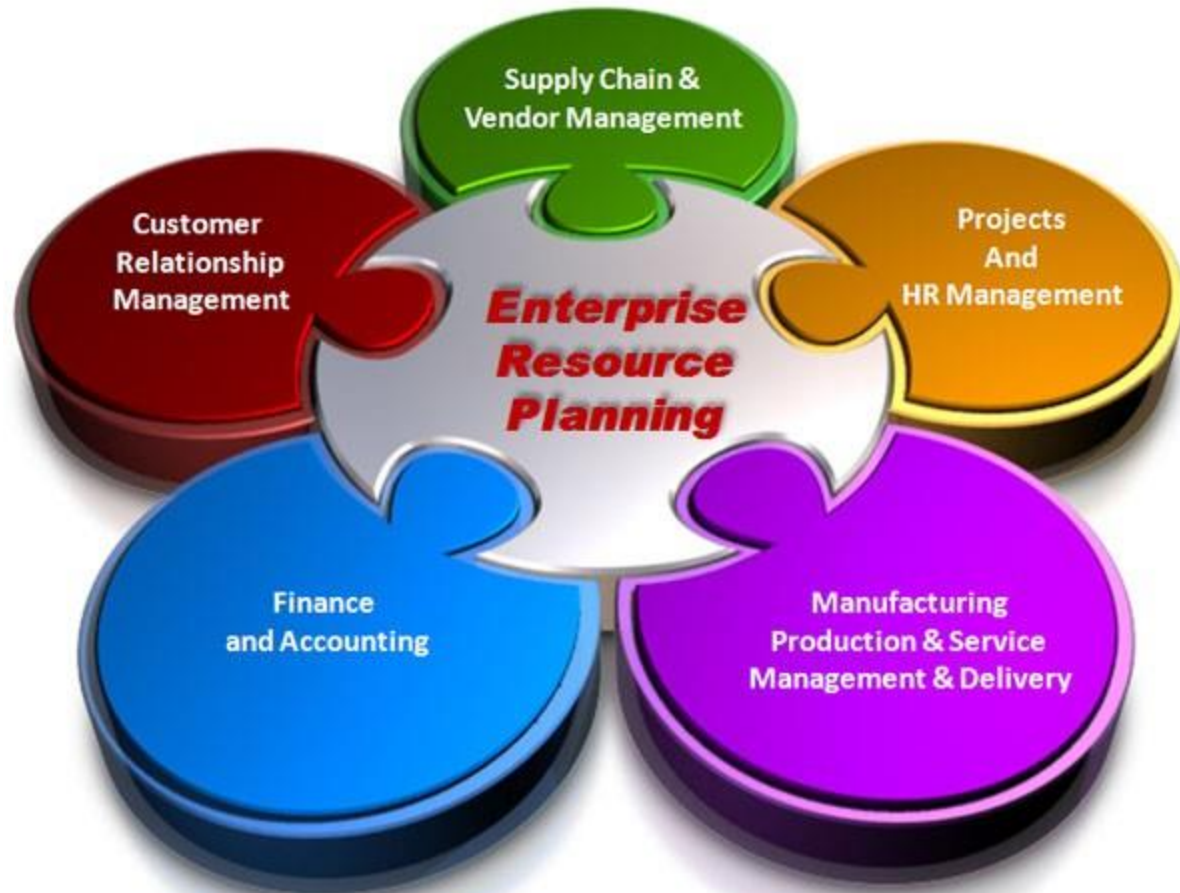 Supply Chain &
Vendor Management
Customer
Relationship
Management
Projects
And
HR Management
Enterprise
Resource
Planning
Finance
and Accounting
Manufacturing
Production & Service
Management & Delivery